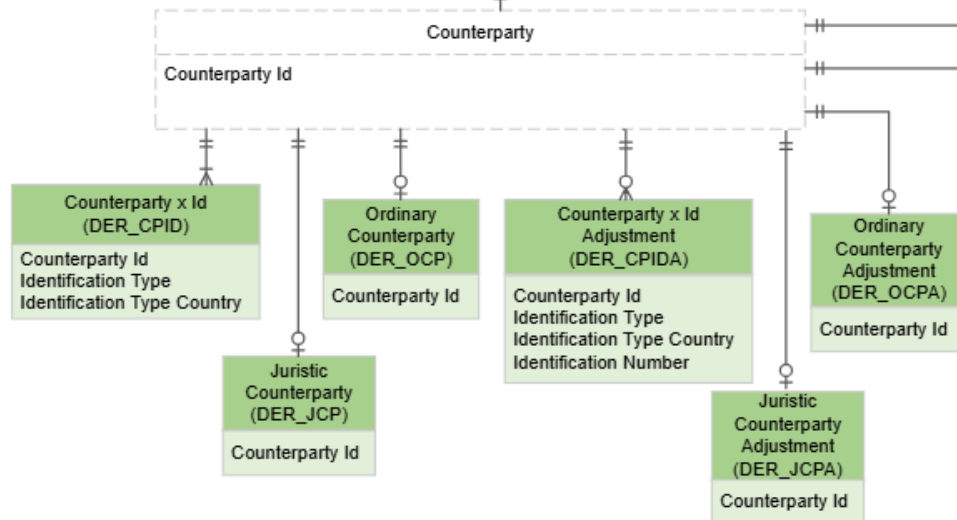 Counterparty
Counterparty Id
Counterparty x Id
(DER_CPID)
Counterparty Id
Identification Type
Identification Type Country
Ordinary
Counterparty
(DER_OCP)
Counterparty Id
Counterparty x Id
Adjustment
(DER_CPIDA)
Counterparty Id
Identification Type
Identification Type Country
Identification Number
Ordinary
Counterparty
Adjustment
(DER_OCPA)
Counterparty Id
Juristic
Counterparty
(DER_JCP)
Counterparty Id
Juristic
Counterparty
Adjustment
(DER_JCPA)
Counterparty Id